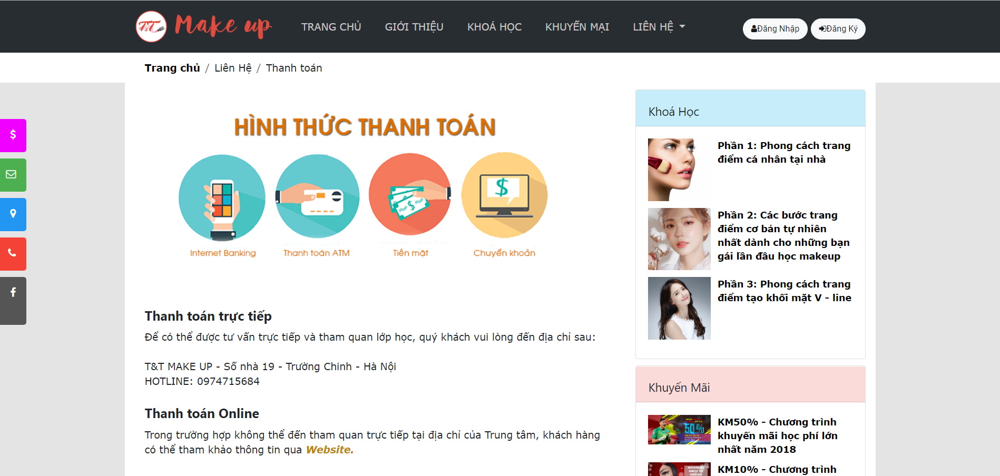 T&T Make up
TRANG CHỦ
GIỚI THIỆU
KHOÁ HỌC
KHUYẾN MẠI
LIÊN HỆ
Đăng Nhập
Đăng Ký
Trang chủ / Liên Hệ / Thanh toán
HÌNH THỨC THANH TOÁN
Internet Banking
Thanh toán ATM
Tiền mặt
Chuyển khoản
Thanh toán trực tiếp
Để có thể được tư vấn trực tiếp và tham quan lớp học, quý khách vui lòng đến địa chỉ sau:
T&T MAKE UP - Số nhà 19 - Trường Chinh - Hà Nội
HOTLINE: 0974715684
Thanh toán Online
Trong trường hợp không thể đến tham quan trực tiếp tại địa chỉ của Trung tâm, khách hàng
có thể tham khảo thông tin qua Website.
Khoá Học
Phần 1: Phong cách trang
điểm cá nhân tại nhà
Phần 2: Các bước trang
điểm cơ bản tự nhiên
nhất dành cho những bạn
gái lần đầu học makeup
Phần 3: Phong cách trang
điểm tạo khối mặt V - line
Khuyến Mãi
50%
KM50% - Chương trình
khuyến mãi học phí lớn
nhất năm 2018
KM10% - Chương trình